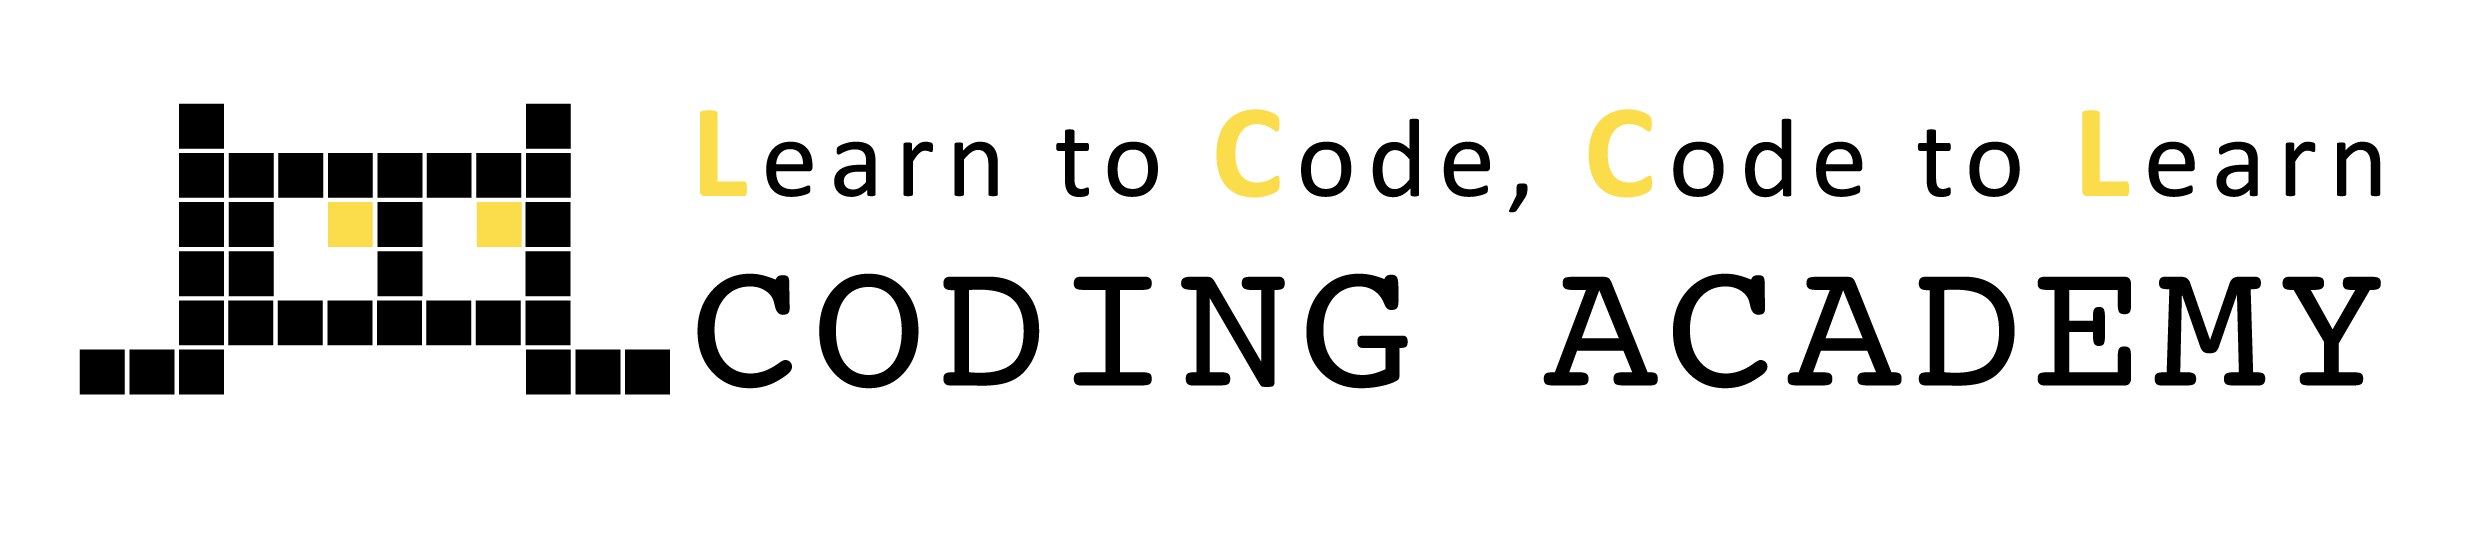 Learn to Code, Code to Learn
CODING ACADEMY